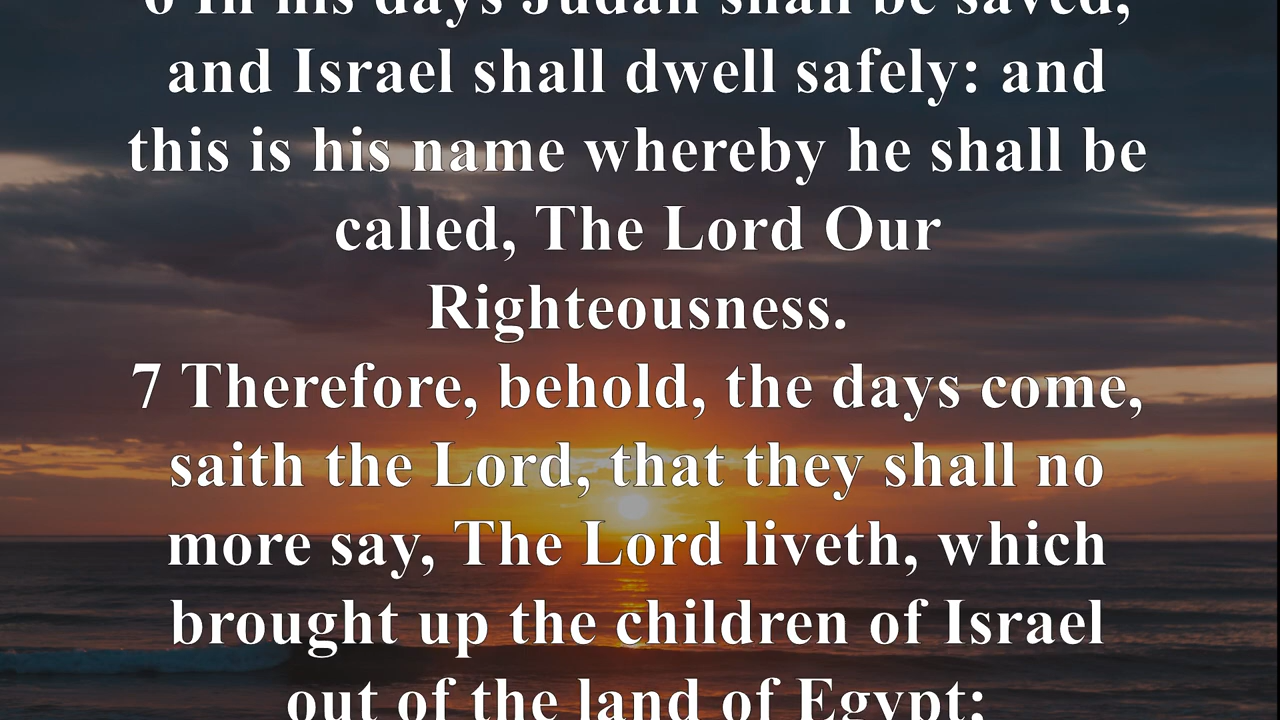 6 In his days Judah shall be saved,
and Israel shall dwell safely: and
this is his name whereby he shall be
called, The Lord Our
Righteousness.
7 Therefore, behold, the days come,
saith the Lord, that they shall no
more say, The Lord liveth, which
brought up the children of Israel
out of the land of Egypt;